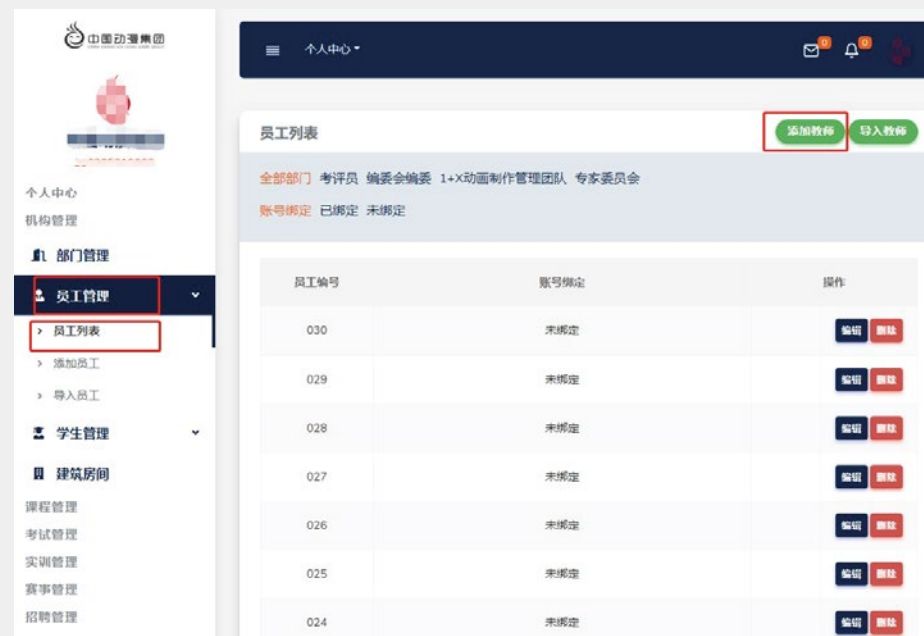 中国动漫集团
个人中心
0
0
员工列表
添加教师
导入教师
全部部门 考评员 编委会编委 1+X动画制作管理团队 专家委员会
账号绑定 已绑定 未绑定
个人中心
机构管理
部门管理
员工管理
员工列表
添加员工
导入员工
学生管理
建筑房间
课程管理
考试管理
实训管理
赛事管理
招聘管理
员工编号 账号绑定 操作
030 未绑定 编辑 删除
029 未绑定 编辑 删除
028 未绑定 编辑 删除
027 未绑定 编辑 删除
026 未绑定 编辑 删除
025 未绑定 编辑 删除
024 未绑定 编辑 删除